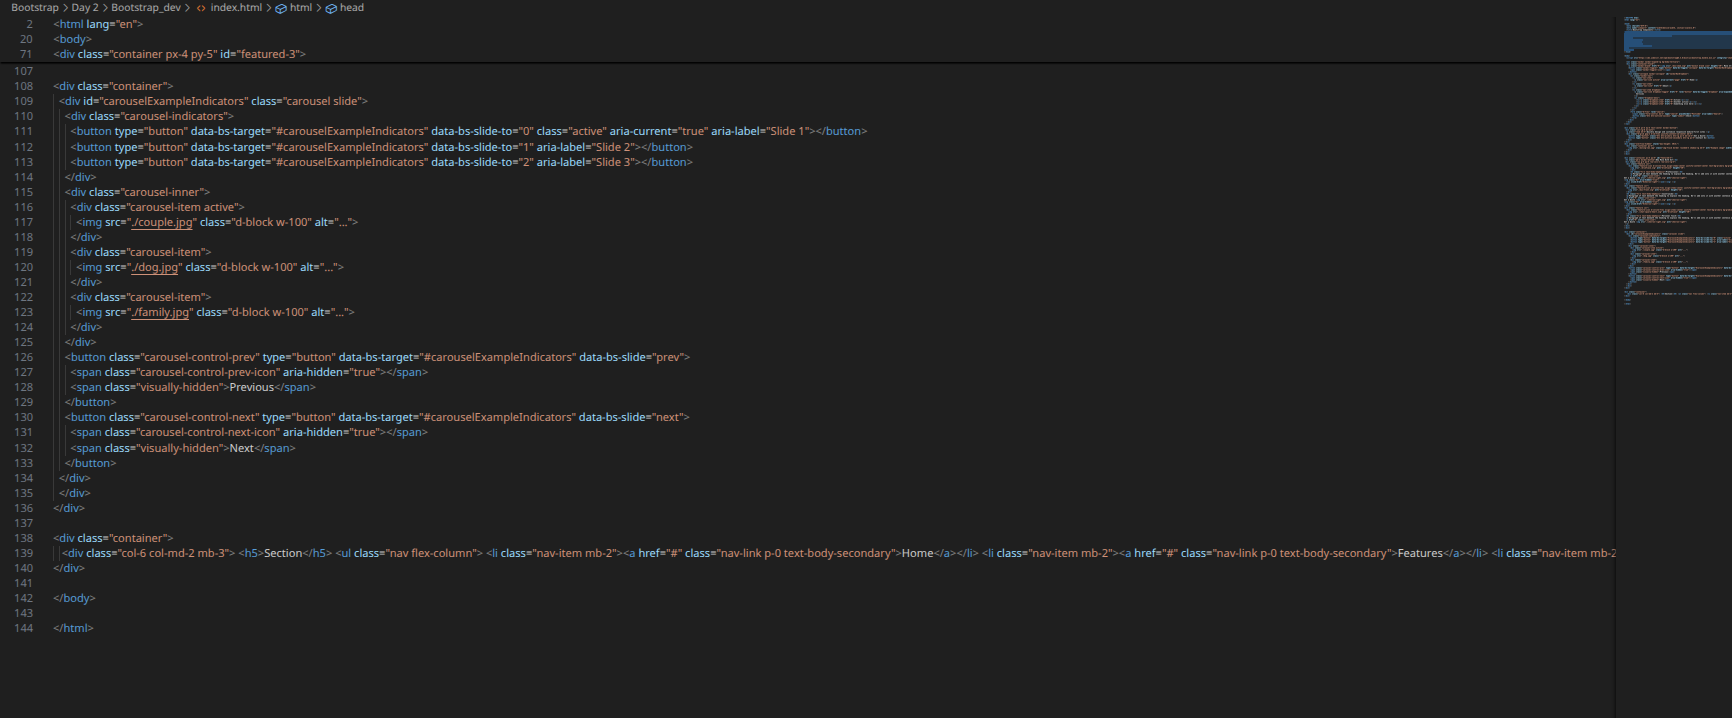 Bootstrap > Day 2 > Bootstrap_dev > <> index.html > html > head
2 <html lang="en">
20 <body>
71 <div class="container px-4 py-5" id="featured-3">
107
108 <div class="container">
109 <div id="carouselExampleIndicators" class="carousel slide">
110 <div class="carousel-indicators">
111 <button type="button" data-bs-target="#carouselExampleIndicators" data-bs-slide-to="0" class="active" aria-current="true" aria-label="Slide 1"></button>
112 <button type="button" data-bs-target="#carouselExampleIndicators" data-bs-slide-to="1" aria-label="Slide 2"></button>
113 <button type="button" data-bs-target="#carouselExampleIndicators" data-bs-slide-to="2" aria-label="Slide 3"></button>
114 </div>
115 <div class="carousel-inner">
116 <div class="carousel-item active">
117 <img src="./couple.jpg" class="d-block w-100" alt="...">
118 </div>
119 <div class="carousel-item">
120 <img src="./dog.jpg" class="d-block w-100" alt="...">
121 </div>
122 <div class="carousel-item">
123 <img src="./family.jpg" class="d-block w-100" alt="...">
124 </div>
125 </div>
126 <button class="carousel-control-prev" type="button" data-bs-target="#carouselExampleIndicators" data-bs-slide="prev">
127 <span class="carousel-control-prev-icon" aria-hidden="true"></span>
128 <span class="visually-hidden">Previous</span>
129 </button>
130 <button class="carousel-control-next" type="button" data-bs-target="#carouselExampleIndicators" data-bs-slide="next">
131 <span class="carousel-control-next-icon" aria-hidden="true"></span>
132 <span class="visually-hidden">Next</span>
133 </button>
134 </div>
135 </div>
136 </div>
137
138 <div class="container">
139 <div class="col-6 col-md-2 mb-3"> <h5>Section</h5> <ul class="nav flex-column"> <li class="nav-item mb-2"><a href="#" class="nav-link p-0 text-body-secondary">Home</a></li> <li class="nav-item mb-2"><a href="#" class="nav-link p-0 text-body-secondary">Features</a></li> <li class="nav-item mb-2
140 </div>
141
142 </body>
143
144 </html>